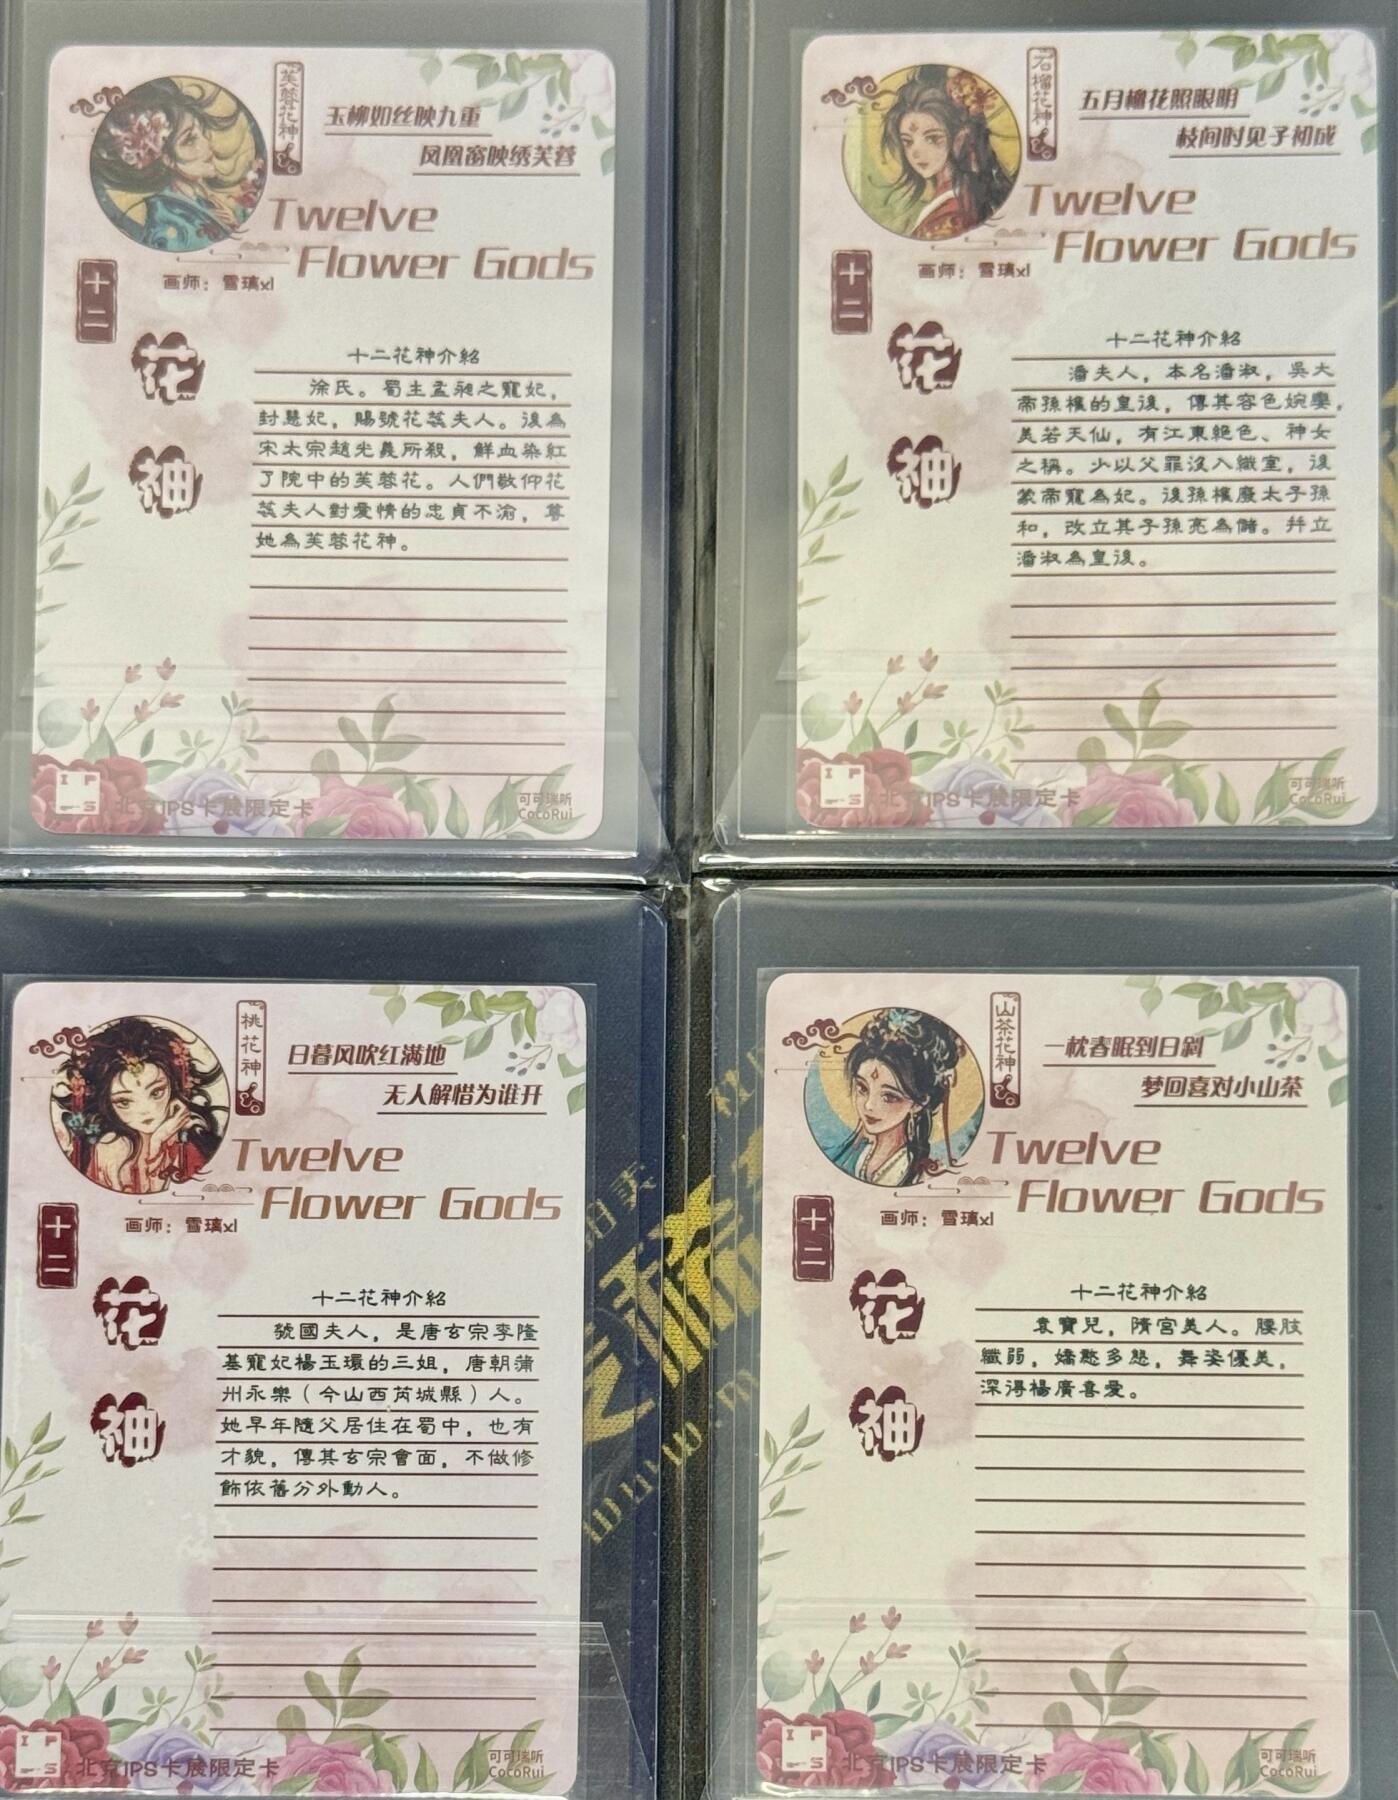 芙蓉花神
玉柳如丝映九重
凤凰窗映绣芙蓉
Twelve
Flower Gods
画师：雪璃xl
十二
花
神
十二花神介紹
徐氏。蜀主孟昶之寵妃，
封慧妃，賜號花蕊夫人。後為
宋太宗趙光義所殺，鮮血染紅
了院中的芙蓉花。人們敬仰花
蕊夫人對愛情的忠貞不渝，尊
她為芙蓉花神。
IPS
北京IPS卡展限定卡
可可瑞听
CocoRui
石榴花神
五月榴花照眼明
枝间时见子初成
Twelve
Flower Gods
画师：雪璃xl
十二
花
神
十二花神介紹
潘夫人，本名潘淑，吳大
帝孫權的皇後，傳其容色婉孌，
美若天仙，有江東絕色、神女
之稱。少以父罪沒入織室，後
蒙帝寵為妃。後孫權廢太子孫
和，改立其子孫亮為儲。并立
潘淑為皇後。
IPS
北京IPS卡展限定卡
可可瑞听
CocoRui
桃花神
日暮风吹红满地
无人解惜为谁开
Twelve
Flower Gods
画师：雪璃xl
十二
花
神
十二花神介紹
虢國夫人，是唐玄宗李隆
基寵妃楊玉環的三姐，唐朝蒲
州永樂（今山西芮城縣）人。
她早年隨父居住在蜀中，也有
才貌，傳其玄宗會面，不做修
飾依舊分外動人。
IPS
北京IPS卡展限定卡
可可瑞听
CocoRui
山茶花神
一枕春眠到日斜
梦回喜对小山茶
Twelve
Flower Gods
画师：雪璃xl
十二
花
神
十二花神介紹
袁寶兒，隋宮美人。腰肢
纖弱，嬌憨多態，舞姿優美，
深得楊廣喜愛。
IPS
北京IPS卡展限定卡
可可瑞听
CocoRui
拍卖
www.